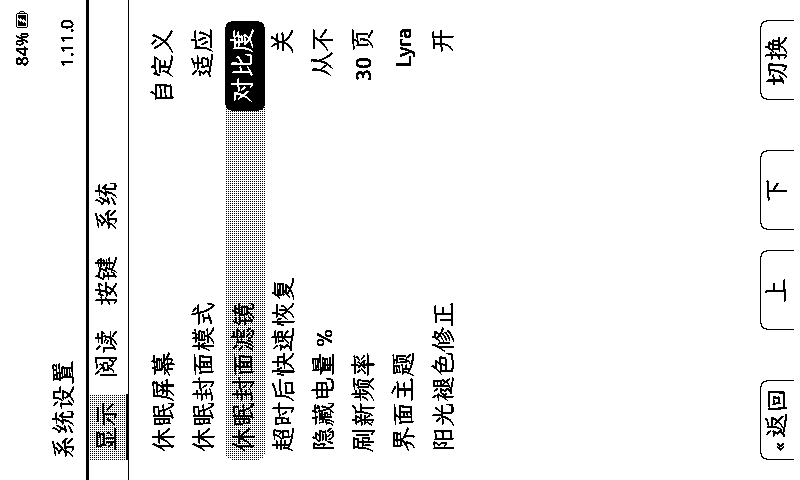 84%
系统设置 1.11.0
显示 阅读 按键 系统
休眠屏幕 自定义
休眠封面模式 适应
休眠封面滤镜 对比度
超时后快速恢复 关
隐藏电量 % 从不
刷新频率 30 页
界面主题 Lyra
阳光褪色修正 开
« 返回 上 下 切换